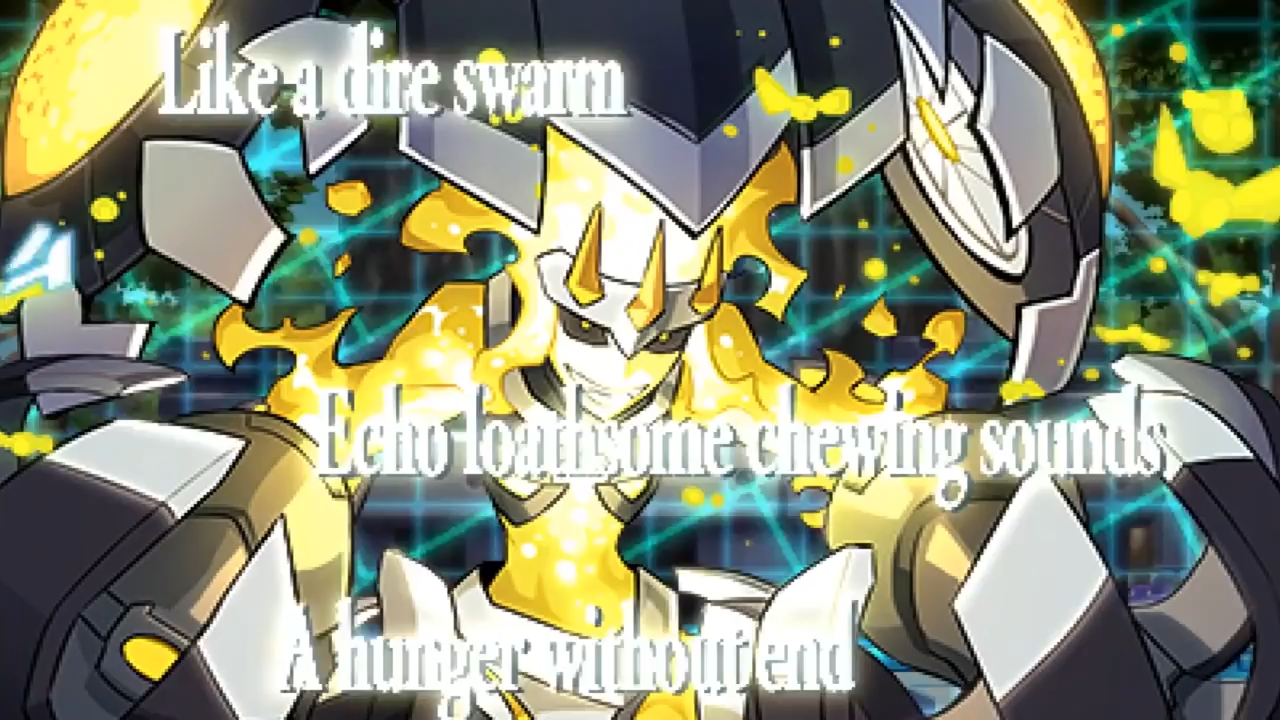 Like a dire swarm
Echo loathsome chewing sounds,
A hunger without end